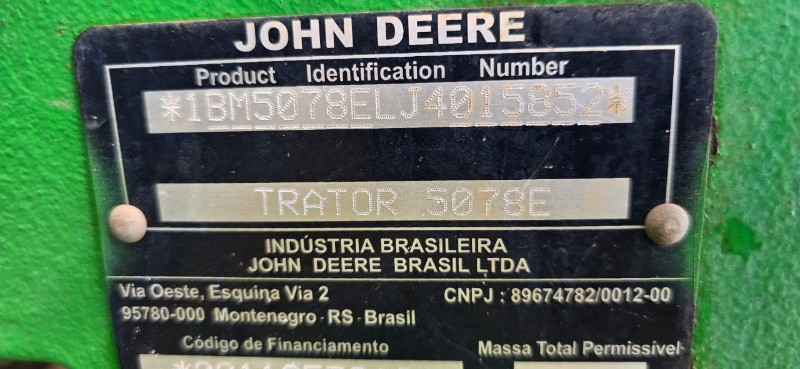 JOHN DEERE
Product Identification Number
*1BM5078ELJ4015852*
TRATOR 5078E
INDÚSTRIA BRASILEIRA
JOHN DEERE BRASIL LTDA
Via Oeste, Esquina Via 2
CNPJ : 89674782/0012-00
95780-000 Montenegro -RS- Brasil
Código de Financiamento
Massa Total Permissível